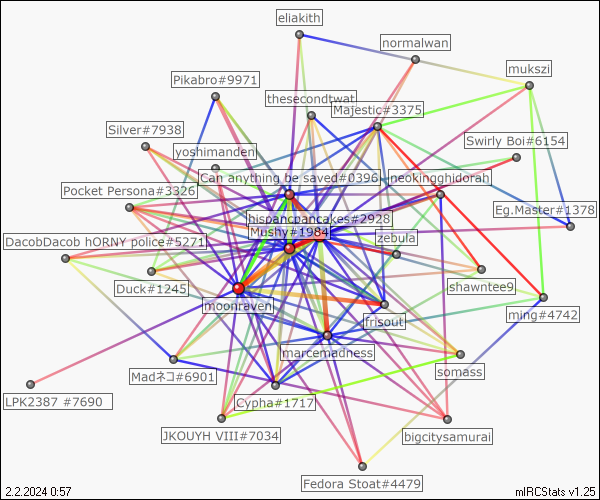 eliakith
normalwan
mukszi
Pikabro#9971
thesecondtwat
Majestic#3375
Silver#7938
Swirly Boi#6154
yoshimanden
Can anything be saved#0396
neokingghidorah
Pocket Persona#3326
Eg.Master#1378
hispancpancakes#2928
Mushy#1984
zebula
DacobDacob hORNY police#5271
Duck#1245
shawntee9
moonraven
frisout
ming#4742
marcemadness
somass
Madネコ#6901
LPK2387 #7690
Cypha#1717
JKOUYH VIII#7034
bigcitysamurai
Fedora Stoat#4479
2.2.2024 0:57
mIRCStats v1.25